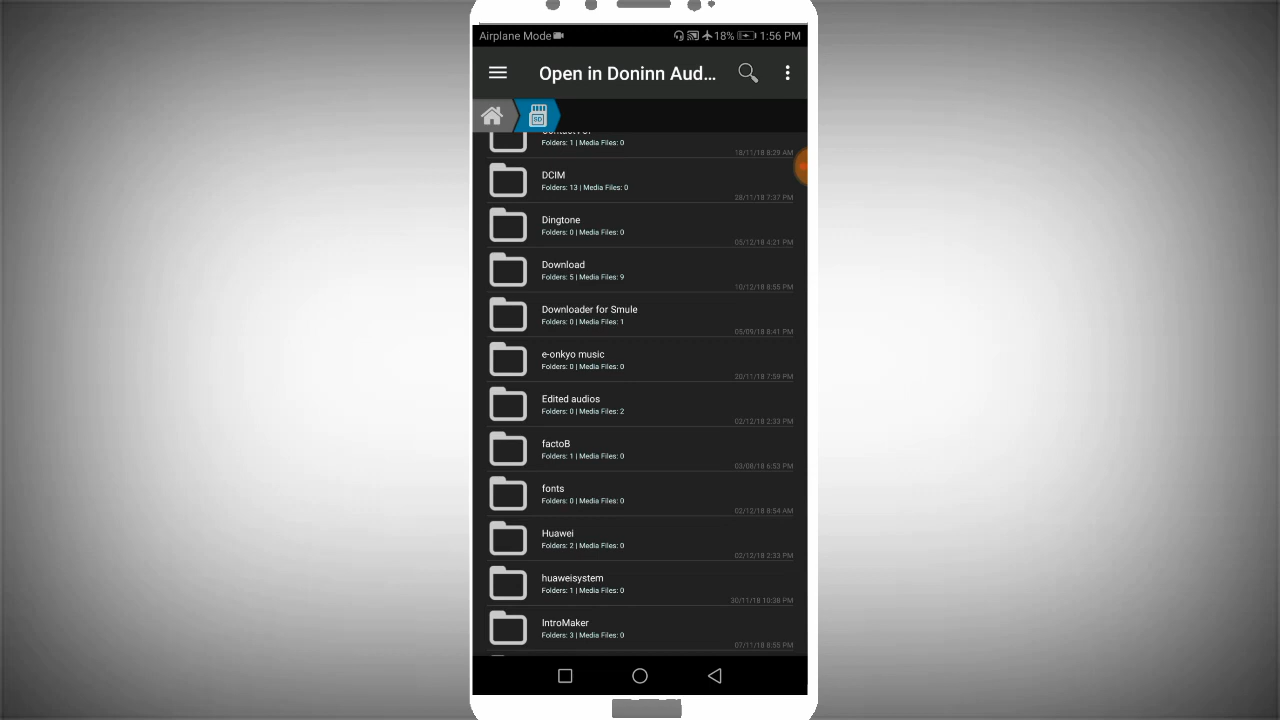 Airplane Mode 18% 1:56 PM
Open in Doninn Aud...
SD
Folders: 1 | Media Files: 0
18/11/18 8:29 AM
DCIM
Folders: 13 | Media Files: 0
28/11/18 7:37 PM
Dingtone
Folders: 0 | Media Files: 0
05/12/18 4:21 PM
Download
Folders: 5 | Media Files: 9
10/12/18 8:55 PM
Downloader for Smule
Folders: 0 | Media Files: 1
05/09/18 8:41 PM
e-onkyo music
Folders: 0 | Media Files: 0
20/11/18 7:59 PM
Edited audios
Folders: 0 | Media Files: 2
02/12/18 2:33 PM
factoB
Folders: 1 | Media Files: 0
03/08/18 6:53 PM
fonts
Folders: 0 | Media Files: 0
02/12/18 8:54 AM
Huawei
Folders: 2 | Media Files: 0
02/12/18 2:33 PM
huaweisystem
Folders: 1 | Media Files: 0
30/11/18 10:38 PM
IntroMaker
Folders: 3 | Media Files: 0
07/11/18 8:55 PM